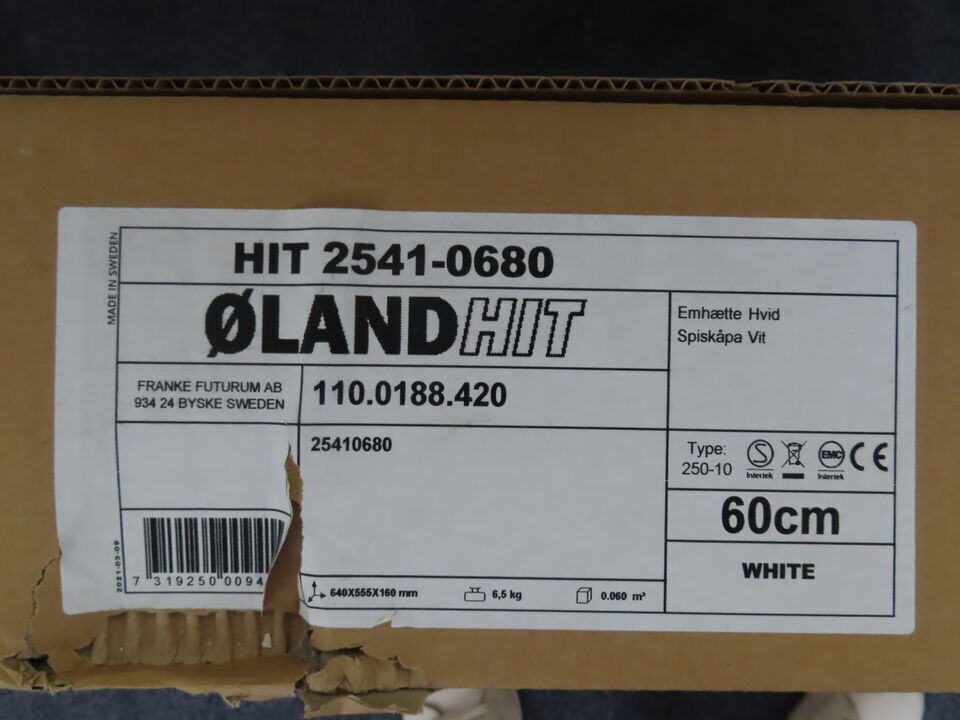 HIT 2541-0680
MADE IN SWEDEN
ØLANDHIT
Emhætte Hvid
Spiskåpa Vit
FRANKE FUTURUM AB
934 24 BYSKE SWEDEN
110.0188.420
25410680
Type:
250-10
S
Intertek
EMC
Intertek
CE
60cm
WHITE
2021-03-09
7 319250 0094
640X555X160 mm
6,5 kg
0.060 m³